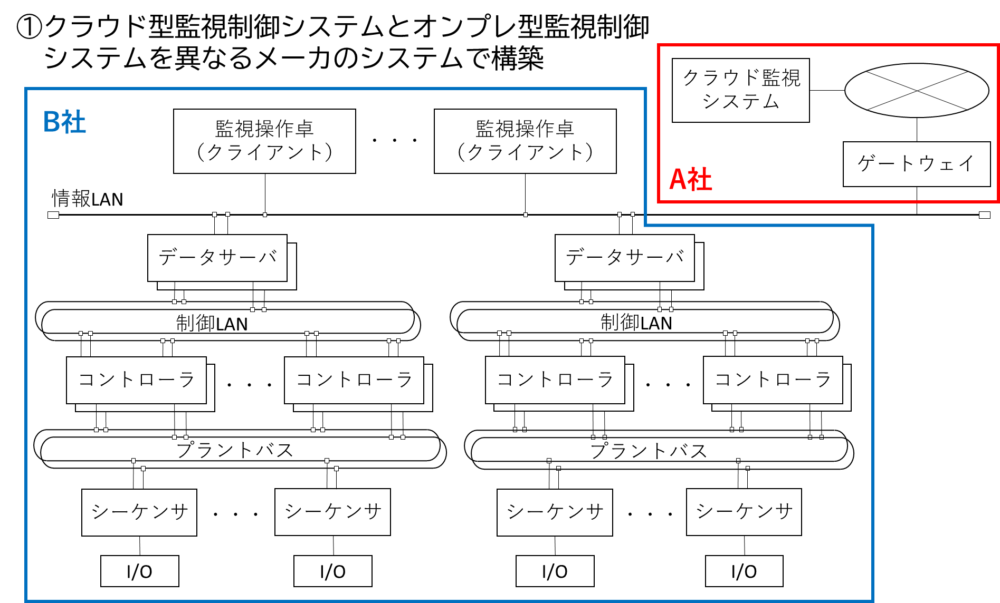 ①クラウド型監視制御システムとオンプレ型監視制御
システムを異なるメーカのシステムで構築
クラウド監視
システム
B社
監視操作卓
（クライアント）
・・・
監視操作卓
（クライアント）
ゲートウェイ
A社
情報LAN
データサーバ
データサーバ
制御LAN
制御LAN
コントローラ
・・・
コントローラ
コントローラ
・・・
コントローラ
プラントバス
プラントバス
シーケンサ
・・・
シーケンサ
シーケンサ
・・・
シーケンサ
I/O
I/O
I/O
I/O